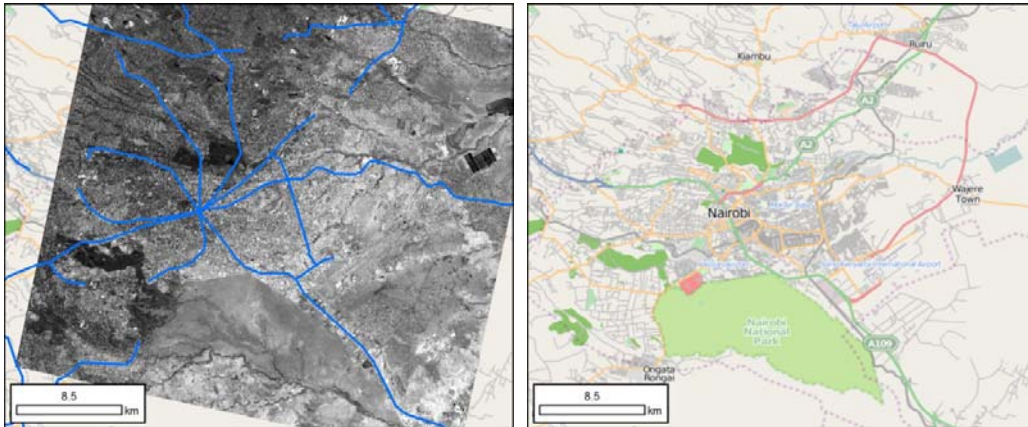 8.5
km
Ruiru
Kiambu
A2
A2
Wajere
Town
Nairobi
Nairobi
National
Park
A109
Ongata
Rongai
8.5
km